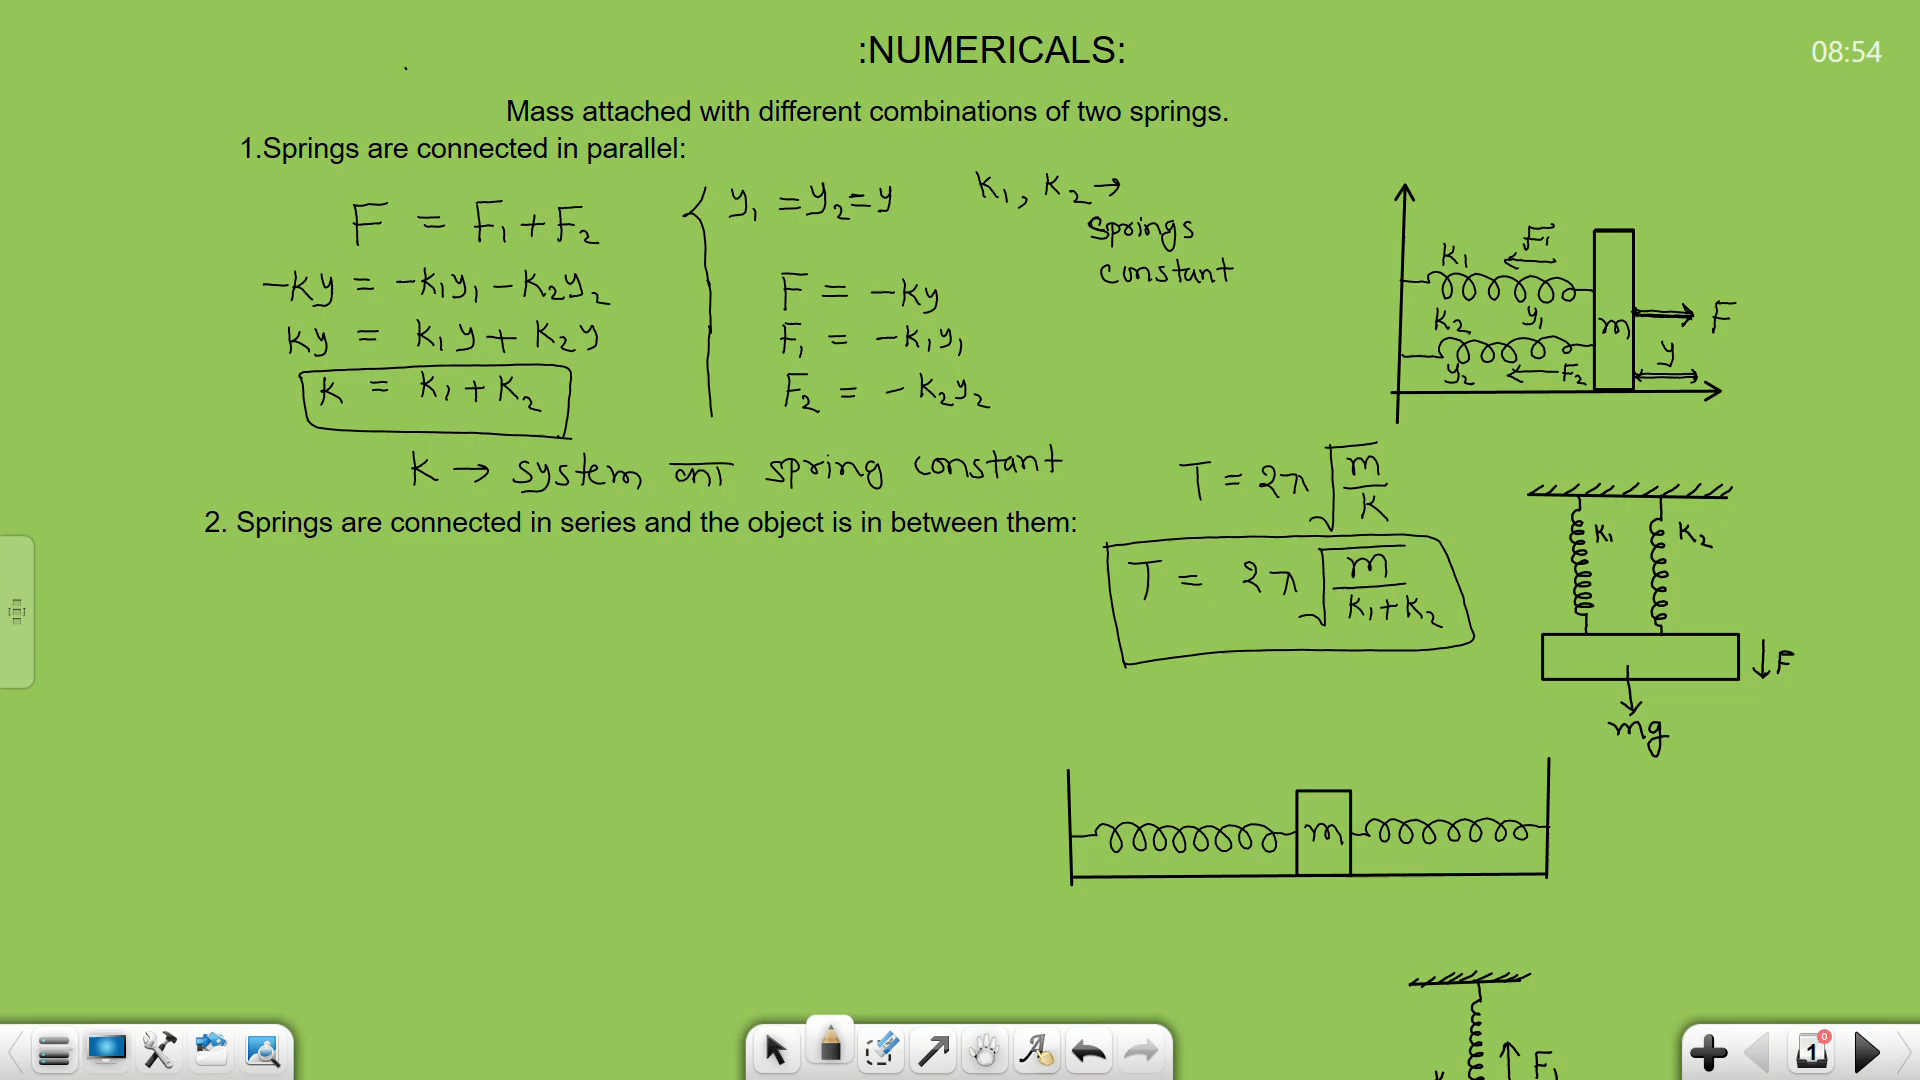 :NUMERICALS:
08:54
Mass attached with different combinations of two springs.
1.Springs are connected in parallel:
F = F₁ + F₂
-ky = -k₁y₁ - k₂y₂
ky = k₁y + k₂y
k = k₁ + k₂
y₁ = y₂ = y
F = -ky
F₁ = -k₁y₁
F₂ = -k₂y₂
k₁, k₂ →
Springs
constant
K → system का spring constant
K₁
F₁
K₂
y₁
m
F
y₂
F₂
y
T = 2π√(m/K)
2. Springs are connected in series and the object is in between them:
T = 2π√(m/(K₁+K₂))
K₁
K₂
F
mg
m
F₁
1
0